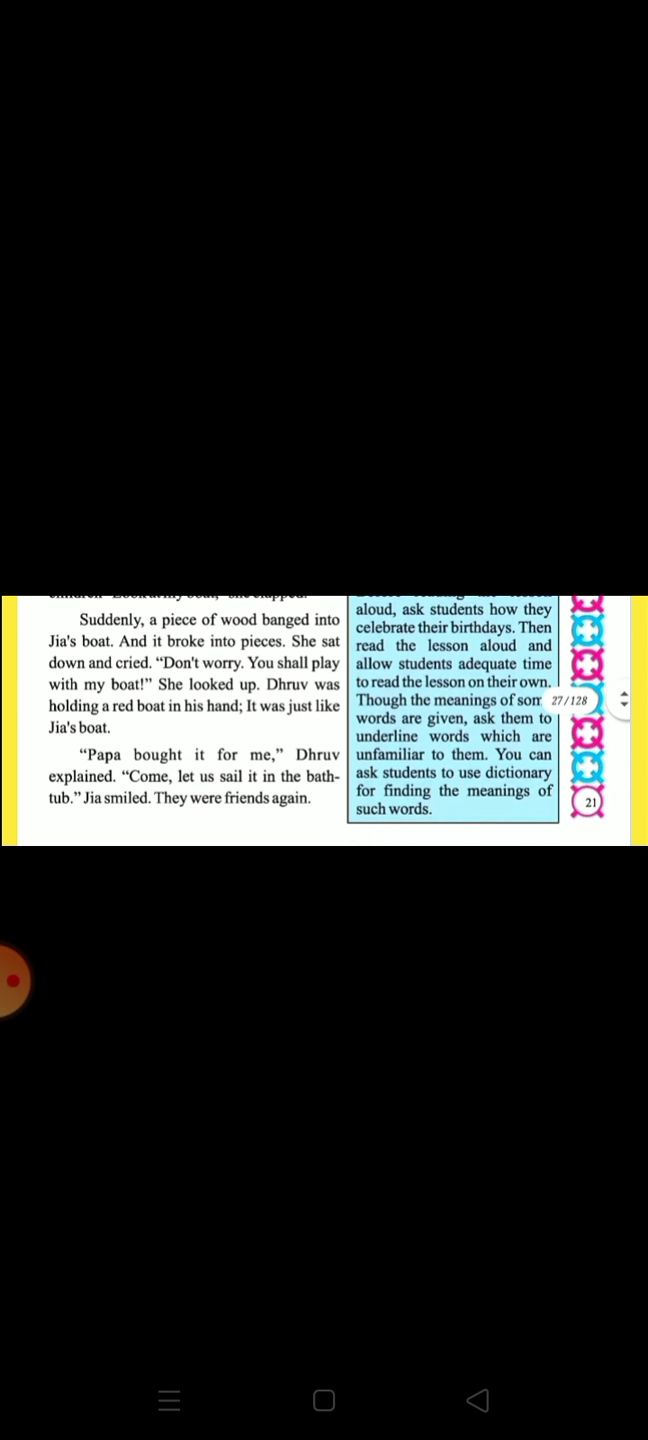 Suddenly, a piece of wood banged into
Jia's boat. And it broke into pieces. She sat
down and cried. “Don't worry. You shall play
with my boat!” She looked up. Dhruv was
holding a red boat in his hand; It was just like
Jia's boat.
“Papa bought it for me,” Dhruv
explained. “Come, let us sail it in the bath-
tub.” Jia smiled. They were friends again.
aloud, ask students how they
celebrate their birthdays. Then
read the lesson aloud and
allow students adequate time
to read the lesson on their own.
Though the meanings of som
words are given, ask them to
underline words which are
unfamiliar to them. You can
ask students to use dictionary
for finding the meanings of
such words.
27/128
21